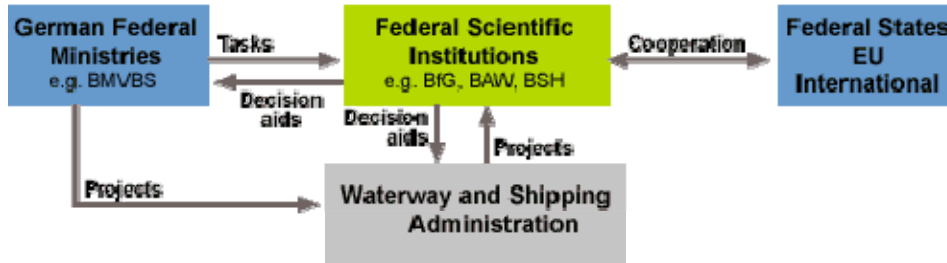 German Federal
Ministries
e.g. BMVBS
Tasks
Federal Scientific
Institutions
e.g. BfG, BAW, BSH
Cooperation
Federal States
EU
International
Decision
aids
Decision
aids
Projects
Projects
Waterway and Shipping
Administration